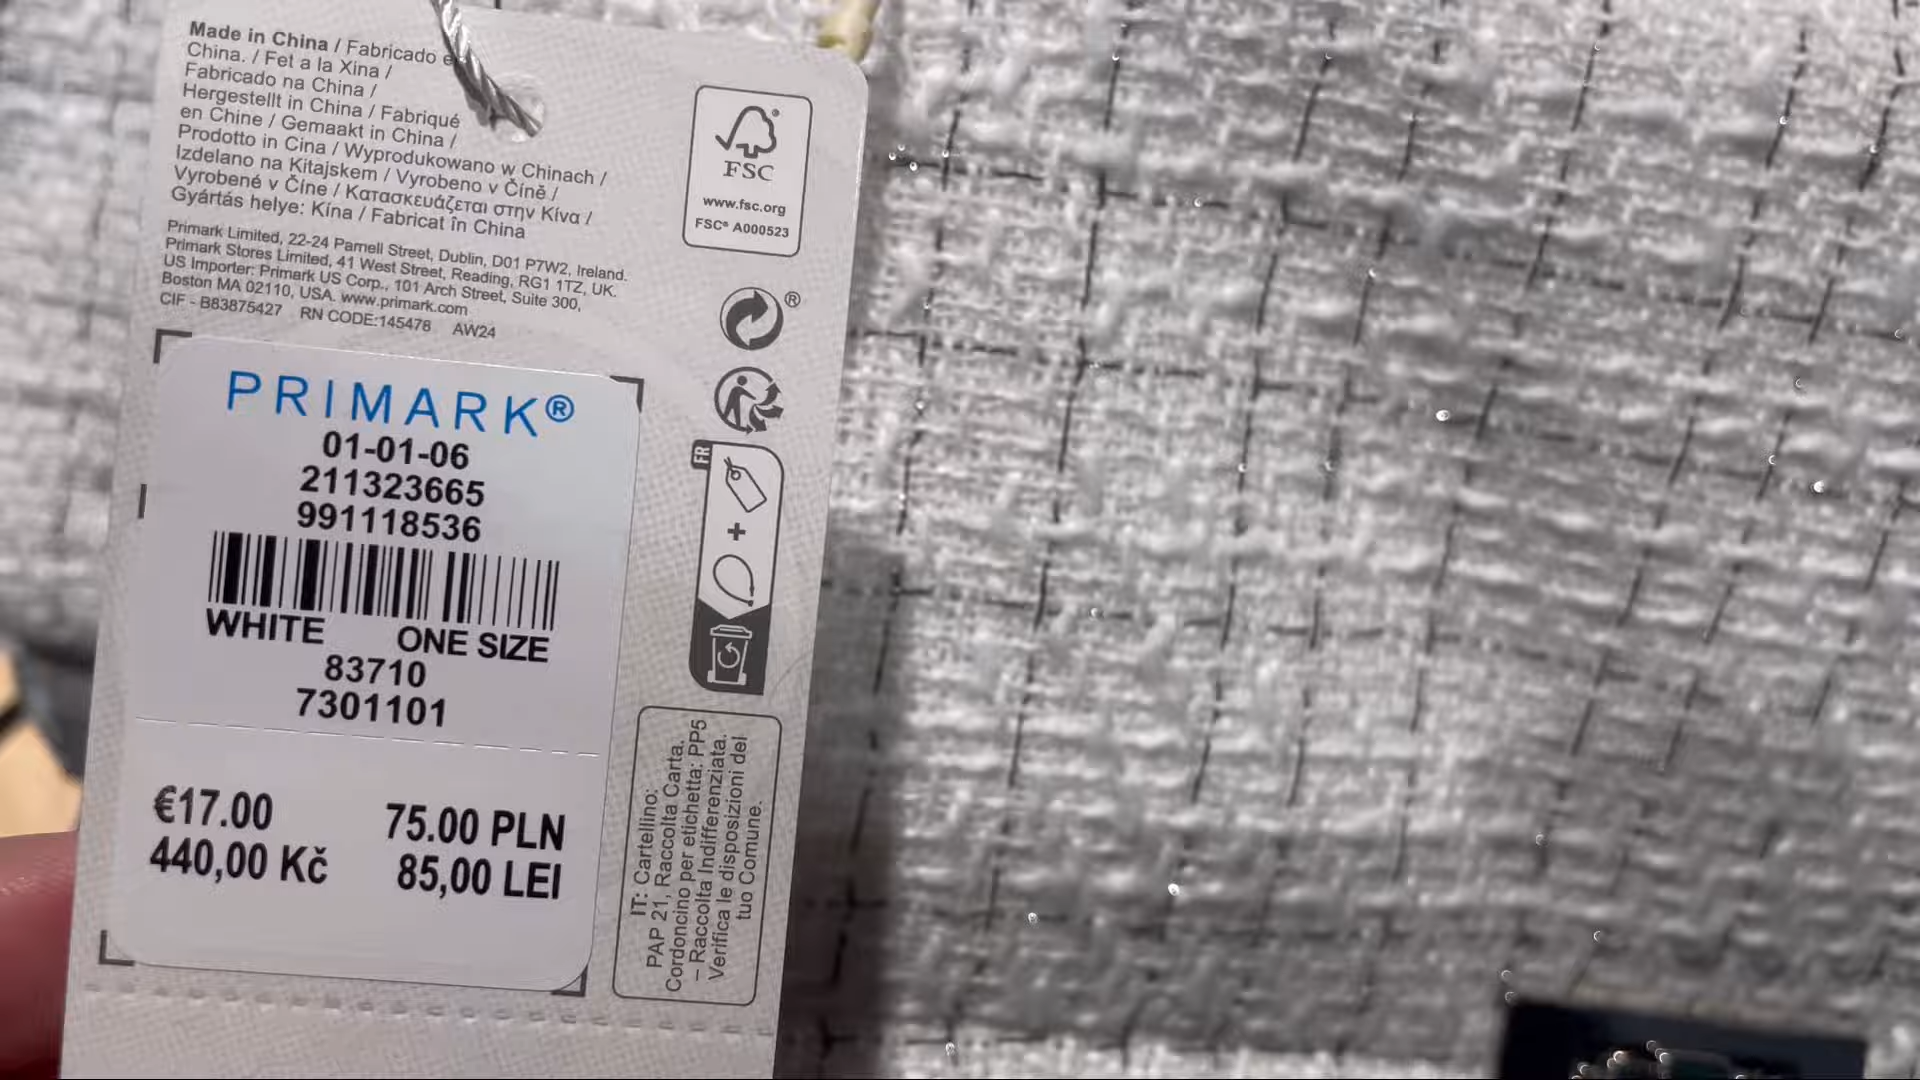 Made in China / Fabricado e
China. / Fet a la Xina /
Fabricado na China /
Hergestellt in China / Fabriqué
en Chine / Gemaakt in China /
Prodotto in Cina / Wyprodukowano w Chinach /
Izdelano na Kitajskem / Vyrobeno v Číně /
Vyrobené v Číne / Κατασκευάζεται στην Κίνα /
Gyártás helye: Kína / Fabricat în China
Primark Limited, 22-24 Parnell Street, Dublin, D01 P7W2, Ireland.
Primark Stores Limited, 41 West Street, Reading, RG1 1TZ, UK.
US Importer: Primark US Corp., 101 Arch Street, Suite 300,
Boston MA 02110, USA. www.primark.com
CIF - B83875427 RN CODE:145478 AW24
FSC
www.fsc.org
FSC® A000523
®
FR
+
PRIMARK®
01-01-06
211323665
991118536
WHITE ONE SIZE
83710
7301101
€17.00 75.00 PLN
440,00 Kč 85,00 LEI
IT: Cartellino:
PAP 21, Raccolta Carta.
Cordoncino per etichetta: PP5
– Raccolta Indifferenziata.
Verifica le disposizioni del
tuo Comune.